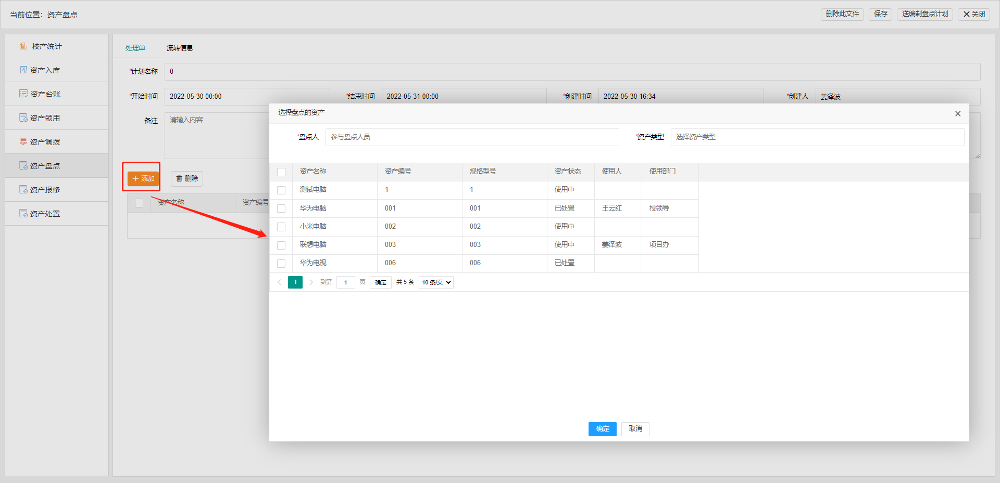 当前位置：资产盘点
删除此文件 保存 送编制盘点计划 关闭
校产统计
资产入库
资产台账
资产领用
资产调拨
资产盘点
资产报修
资产处置
处理单 流转信息
*计划名称 0
*开始时间 2022-05-30 00:00 *结束时间 2022-05-31 00:00 *创建时间 2022-05-30 16:34 *创建人 姜泽波
备注 请输入内容
添加 删除
资产名称 资产编号
选择盘点的资产
*盘点人 参与盘点人员 *资产类型 选择资产类型
资产名称 资产编号 规格型号 资产状态 使用人 使用部门
测试电脑 1 1 使用中
华为电脑 001 001 已处置 王云红 校领导
小米电脑 002 002 使用中
联想电脑 003 003 使用中 姜泽波 项目办
华为电视 006 006 已处置
1 到第 1 页 确定 共 5 条 10 条/页
确定 取消